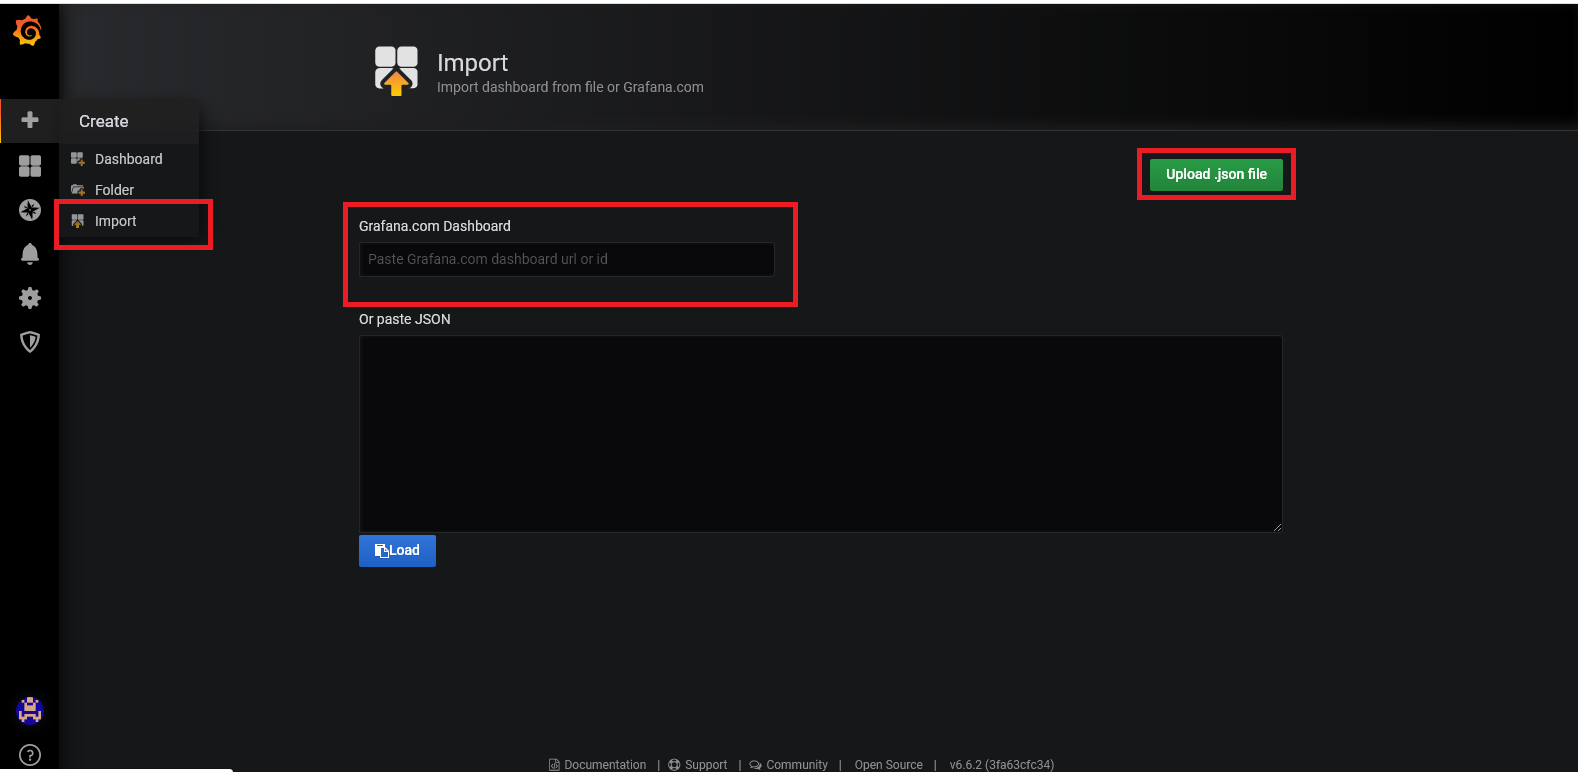 Import
Import dashboard from file or Grafana.com
Create
Dashboard
Folder
Import
Upload .json file
Grafana.com Dashboard
Paste Grafana.com dashboard url or id
Or paste JSON
Load
Documentation | Support | Community | Open Source | v6.6.2 (3fa63cfc34)